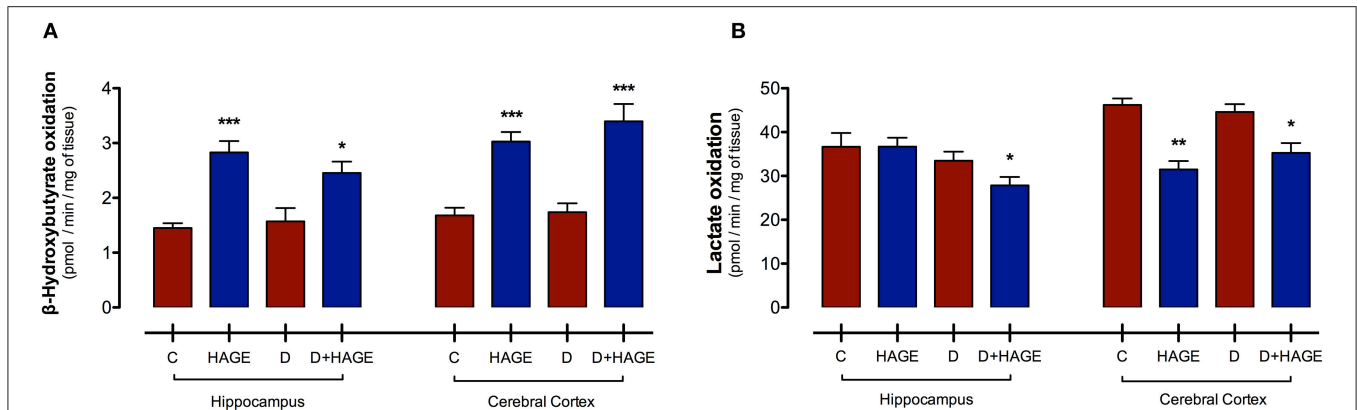 A
β-Hydroxybutyrate oxidation
(pmol / min / mg of tissue)
4
3
2
1
0
***
*
***
***
C HAGE D D+HAGE C HAGE D D+HAGE
Hippocampus Cerebral Cortex
B
Lactate oxidation
(pmol / min / mg of tissue)
50
40
30
20
10
0
*
**
*
C HAGE D D+HAGE C HAGE D D+HAGE
Hippocampus Cerebral Cortex